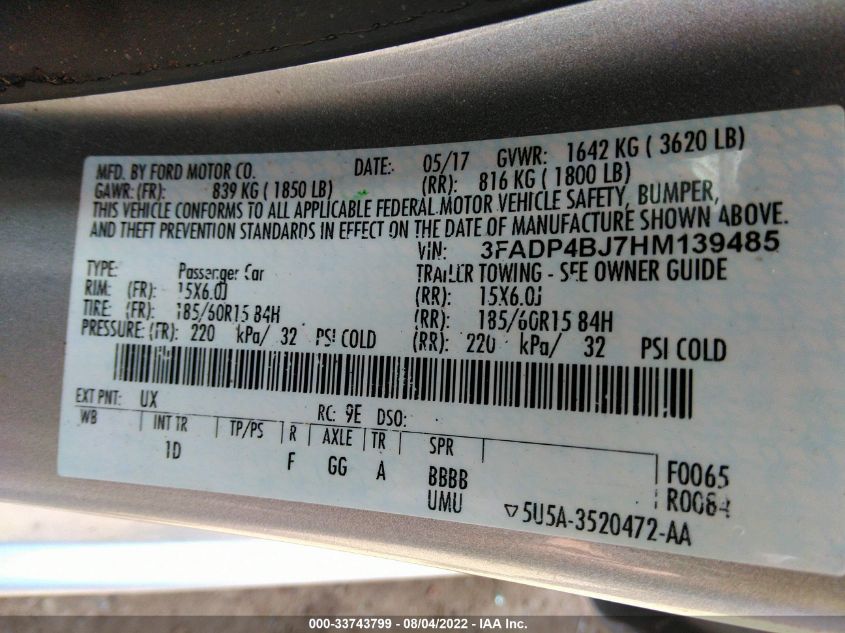 MFD. BY FORD MOTOR CO. DATE: 05/17 GVWR: 1642 KG ( 3620 LB)
GAWR: (FR): 839 KG ( 1850 LB) (RR): 816 KG ( 1800 LB)
THIS VEHICLE CONFORMS TO ALL APPLICABLE FEDERAL MOTOR VEHICLE SAFETY, BUMPER,
AND THEFT PREVENTION STANDARDS IN EFFECT ON THE DATE OF MANUFACTURE SHOWN ABOVE.
VIN: 3FADP4BJ7HM139485
TYPE: Passenger Car TRAILER TOWING - SEE OWNER GUIDE
RIM: (FR): 15X6.0J (RR): 15X6.0J
TIRE: (FR): 185/60R15 84H (RR): 185/60R15 84H
PRESSURE: (FR): 220 kPa/ 32 PSI COLD (RR): 220 kPa/ 32 PSI COLD
EXT PNT: UX RC: 9E DSO:
WB INT TR TP/PS R AXLE TR SPR
1D F GG A BBBB F0065
UMU R0084
▽5U5A-3520472-AA
000-33743799 - 08/04/2022 - IAA Inc.